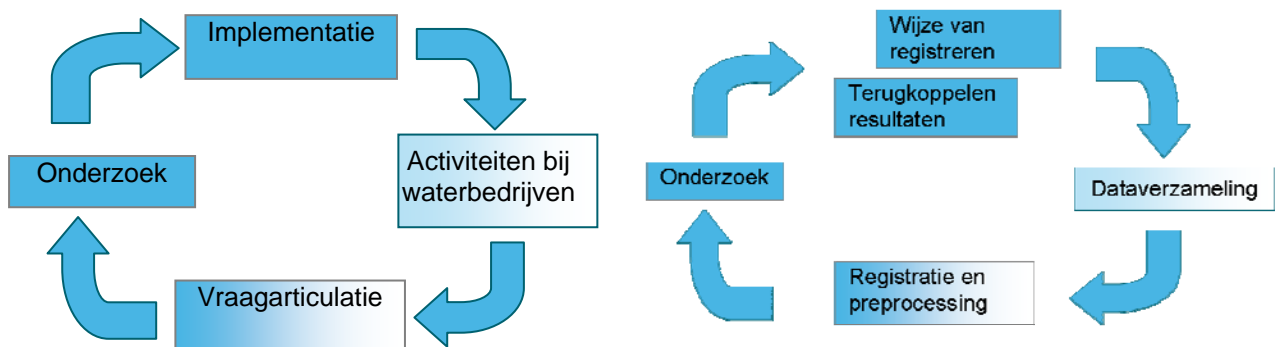 Implementatie
Activiteiten bij
waterbedrijven
Vraagarticulatie
Onderzoek
Wijze van
registreren
Terugkoppelen
resultaten
Dataverzameling
Registratie en
preprocessing
Onderzoek